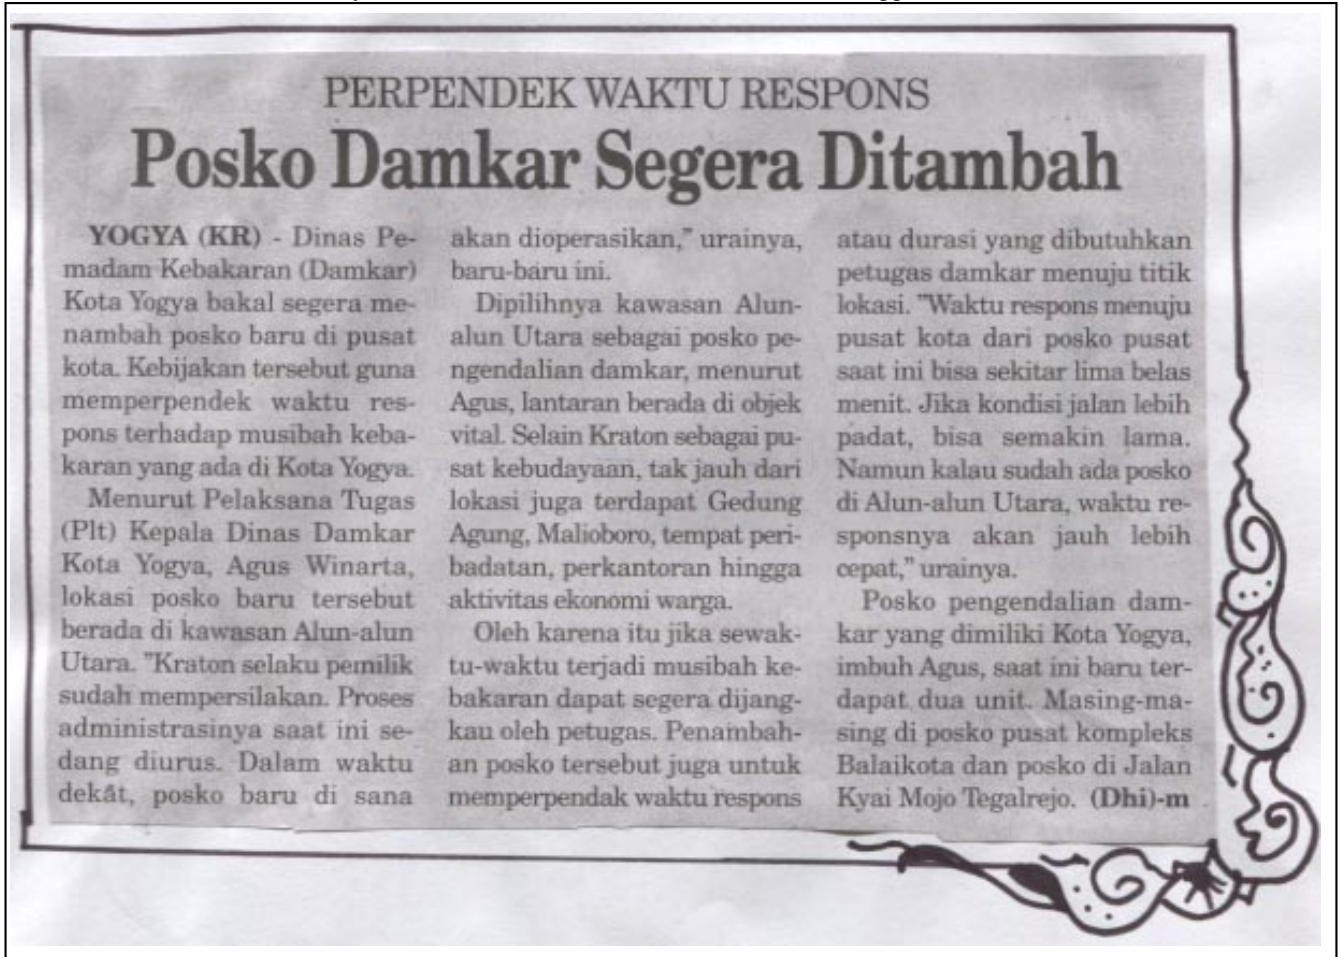 PERPENDEK WAKTU RESPONS
Posko Damkar Segera Ditambah
YOGYA (KR) - Dinas Pe-
madam Kebakaran (Damkar)
Kota Yogya bakal segera me-
nambah posko baru di pusat
kota. Kebijakan tersebut guna
memperpendek waktu res-
pons terhadap musibah keba-
karan yang ada di Kota Yogya.
Menurut Pelaksana Tugas
(Plt) Kepala Dinas Damkar
Kota Yogya, Agus Winarta,
lokasi posko baru tersebut
berada di kawasan Alun-alun
Utara. "Kraton selaku pemilik
sudah mempersilakan. Proses
administrasinya saat ini se-
dang diurus. Dalam waktu
dekat, posko baru di sana
akan dioperasikan," urainya,
baru-baru ini.
Dipilihnya kawasan Alun-
alun Utara sebagai posko pe-
ngendalian damkar, menurut
Agus, lantaran berada di objek
vital. Selain Kraton sebagai pu-
sat kebudayaan, tak jauh dari
lokasi juga terdapat Gedung
Agung, Malioboro, tempat peri-
badatan, perkantoran hingga
aktivitas ekonomi warga.
Oleh karena itu jika sewak-
tu-waktu terjadi musibah ke-
bakaran dapat segera dijang-
kau oleh petugas. Penambah-
an posko tersebut juga untuk
memperpendak waktu respons
atau durasi yang dibutuhkan
petugas damkar menuju titik
lokasi. "Waktu respons menuju
pusat kota dari posko pusat
saat ini bisa sekitar lima belas
menit. Jika kondisi jalan lebih
padat, bisa semakin lama.
Namun kalau sudah ada posko
di Alun-alun Utara, waktu re-
sponsnya akan jauh lebih
cepat," urainya.
Posko pengendalian dam-
kar yang dimiliki Kota Yogya,
imbuh Agus, saat ini baru ter-
dapat dua unit. Masing-ma-
sing di posko pusat kompleks
Balaikota dan posko di Jalan
Kyai Mojo Tegalrejo. (Dhi)-m